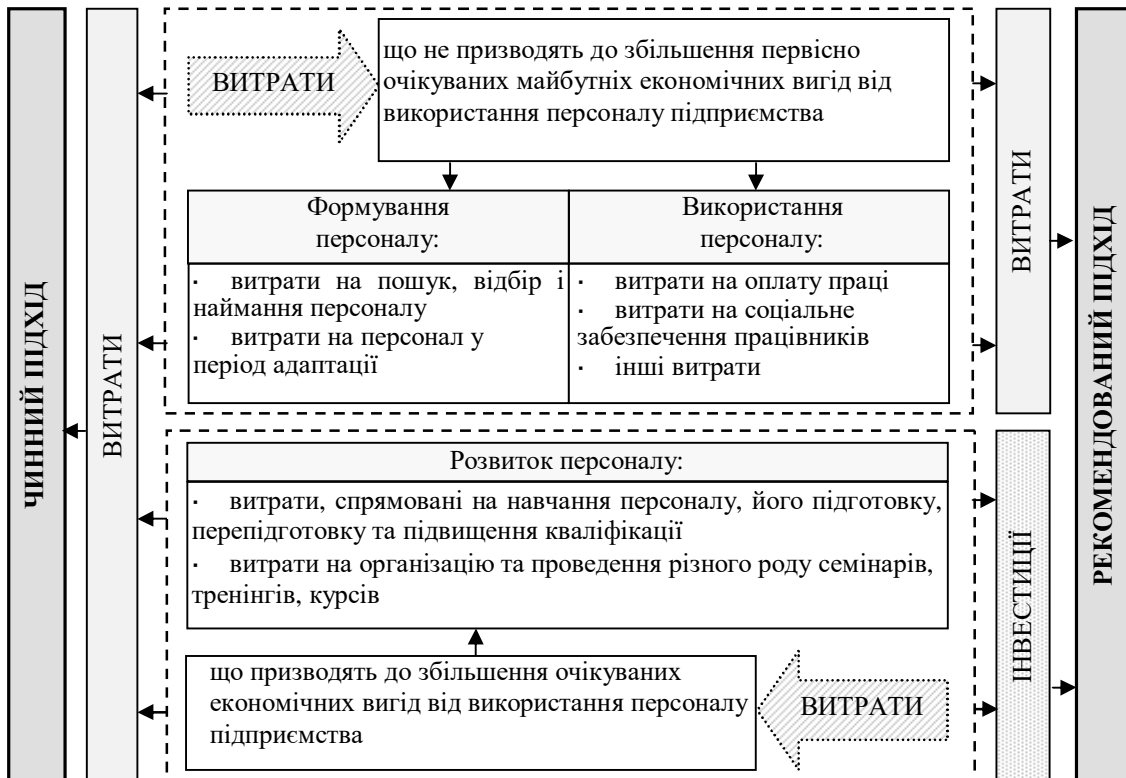 ЧИННИЙ ПІДХІД
ВИТРАТИ
ВИТРАТИ
що не призводять до збільшення первісно
очікуваних майбутніх економічних вигід від
використання персоналу підприємства
Формування
персоналу:
· витрати на пошук, відбір і
наймання персоналу
· витрати на персонал у
період адаптації
Використання
персоналу:
· витрати на оплату праці
· витрати на соціальне
забезпечення працівників
· інші витрати
Розвиток персоналу:
· витрати, спрямовані на навчання персоналу, його підготовку,
перепідготовку та підвищення кваліфікації
· витрати на організацію та проведення різного роду семінарів,
тренінгів, курсів
що призводять до збільшення очікуваних
економічних вигід від використання персоналу
підприємства
ВИТРАТИ
ВИТРАТИ
ІНВЕСТИЦІЇ
РЕКОМЕНДОВАНИЙ ПІДХІД